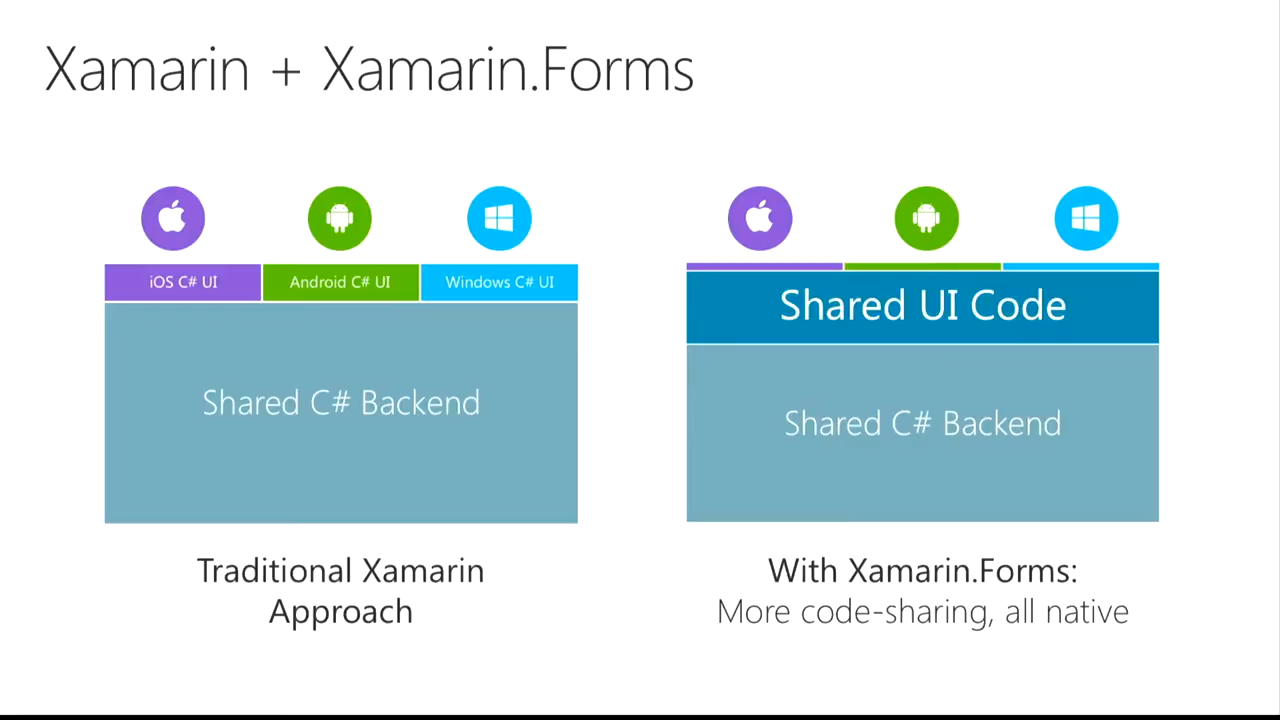 Xamarin + Xamarin.Forms
iOS C# UI
Android C# UI
Windows C# UI
Shared C# Backend
Traditional Xamarin
Approach
Shared UI Code
Shared C# Backend
With Xamarin.Forms:
More code-sharing, all native